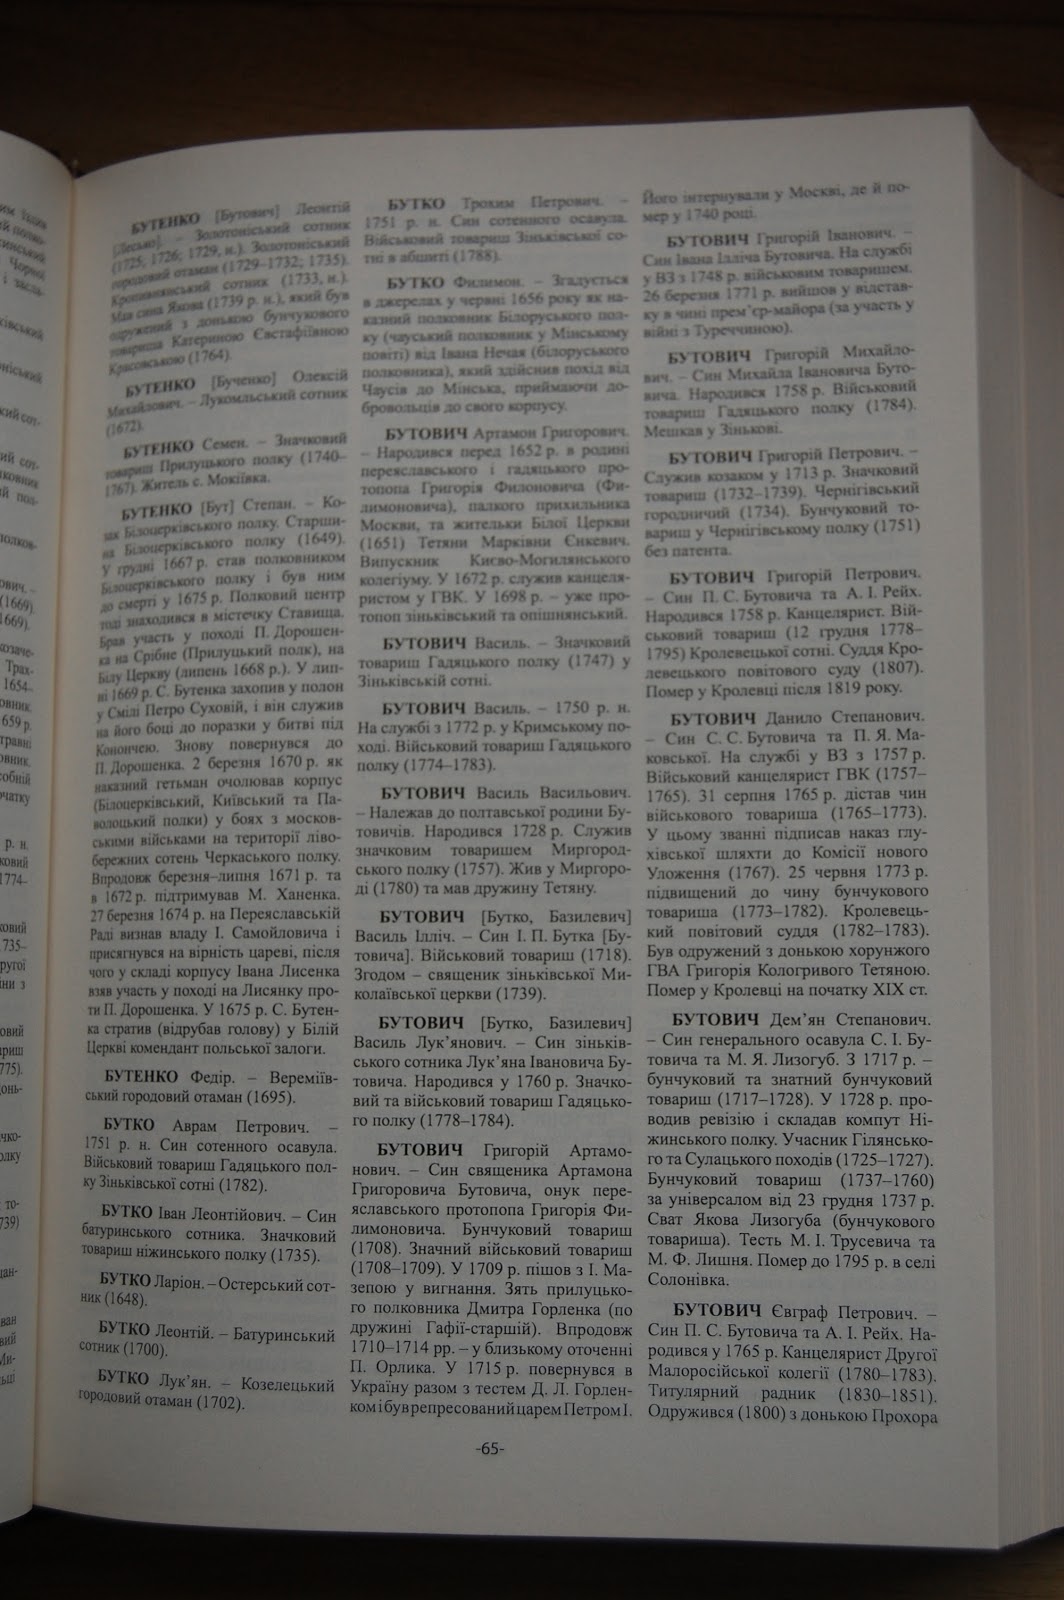 БУТЕНКО [Бутович] Леонтій
[Лесько]. – Золотоніський сотник
(1725, 1726; 1729, н.). Золотоніський
городовий отаман (1729–1732; 1735).
Кропивнянський сотник (1733, н.).
Мав сина Якова (1739 р. н.), який був
одружений з донькою бунчукового
товариша Катериною Євстафіївною
Красовською (1764).
БУТЕНКО [Бученко] Олексій
Михайлович. – Лукомльський сотник
(1672).
БУТЕНКО Семен. – Значковий
товариш Прилуцького полку (1740–
1767). Житель с. Мокіївка.
БУТЕНКО [Бут] Степан. – Ко-
зак Білоцерківського полку. Старши-
на Білоцерківського полку (1649).
У грудні 1667 р. став полковником
Білоцерківського полку і був ним
до смерті у 1675 р. Полковий центр
тоді знаходився в містечку Ставища.
Брав участь у поході П. Дорошен-
ка на Срібне (Прилуцький полк), на
Білу Церкву (липень 1668 р.). У лип-
ні 1669 р. С. Бутенка захопив у полон
у Смілі Петро Суховій, і він служив
на його боці до поразки у битві під
Конончею. Знову повернувся до
П. Дорошенка. 2 березня 1670 р. як
наказний гетьман очолював корпус
(Білоцерківський, Київський та Па-
волоцький полки) у боях з москов-
ськими військами на території ліво-
бережних сотень Черкаського полку.
Впродовж березня–липня 1671 р. та
в 1672 р. підтримував М. Ханенка.
27 березня 1674 р. на Переяславській
Раді визнав владу І. Самойловича і
присягнувся на вірність цареві, після
чого у складі корпусу Івана Лисенка
взяв участь у поході на Лисянку про-
ти П. Дорошенка. У 1675 р. С. Бутен-
ка стратив (відрубав голову) у Білій
Церкві комендант польської залоги.
БУТЕНКО Федір. – Вереміїв-
ський городовий отаман (1695).
БУТКО Аврам Петрович. –
1751 р. н. Син сотенного осавула.
Військовий товариш Гадяцького пол-
ку Зіньківської сотні (1782).
БУТКО Іван Леонтійович. – Син
батуринського сотника. Значковий
товариш ніжинського полку (1735).
БУТКО Ларіон. – Остерський сот-
ник (1648).
БУТКО Леонтій. – Батуринський
сотник (1700).
БУТКО Лук’ян. – Козелецький
городовий отаман (1702).
БУТКО Трохим Петрович. –
1751 р. н. Син сотенного осавула.
Військовий товариш Зіньківської со-
тні в абшиті (1788).
БУТКО Филимон. – Згадується
в джерелах у червні 1656 року як на-
казний полковник Білоруського пол-
ку (чауський полковник у Мінському
повіті) від Івана Нечая (білоруського
полковника), який здійснив похід від
Чаусів до Мінська, приймаючи до-
бровольців до свого корпусу.
БУТОВИЧ Артамон Григорович.
– Народився перед 1652 р. в родині
переяславського і гадяцького про-
топопа Григорія Филоновича (Фи-
лимоновича), палкого прихильника
Москви, та жительки Білої Церкви
(1651) Тетяни Марківни Єнкевич.
Випускник Києво-Могилянського
колегіуму. У 1672 р. служив канцеля-
ристом у ГВК. У 1698 р. – уже про-
топоп зіньківський та опішнянський.
БУТОВИЧ Василь. – Значковий
товариш Гадяцького полку (1747) у
Зіньківській сотні.
БУТОВИЧ Василь. – 1750 р. н.
На службі з 1772 р. у Кримському по-
ході. Військовий товариш Гадяцького
полку (1774–1783).
БУТОВИЧ Василь Васильович.
– Належав до полтавської родини Бу-
товичів. Народився 1728 р. Служив
значковим товаришем Миргород-
ського полку (1757). Жив у Миргоро-
ді (1780) та мав дружину Тетяну.
БУТОВИЧ [Бутко, Базилевич]
Василь Ілліч. – Син І. П. Бутка [Бу-
товича]. Військовий товариш (1718).
Згодом – священик зіньківської Ми-
колаївської церкви (1739).
БУТОВИЧ [Бутко, Базилевич]
Василь Лук’янович. – Син зіньків-
ського сотника Лук’яна Івановича Бу-
товича. Народився у 1760 р. Значко-
вий та військовий товариш Гадяцько-
го полку (1778–1784).
БУТОВИЧ Григорій Артамо-
нович. – Син священика Артамона
Григоровича Бутовича, онук пере-
яславського протопопа Григорія Фи-
лимоновича. Бунчуковий товариш
(1708). Значний військовий товариш
(1708–1709). У 1709 р. пішов з І. Ма-
зепою у вигнання. Зять прилуцько-
го полковника Дмитра Горленка (по
дружині Гафії-старшій). Впродовж
1710–1714 рр. – у близькому оточенні
П. Орлика. У 1715 р. повернувся в
Україну разом з тестем Д. Л. Горлен-
ком і був репресований царем Петром І.
Його інтернували у Москві, де й по-
мер у 1740 році.
БУТОВИЧ Григорій Іванович. –
Син Івана Ілліча Бутовича. На службі
у ВЗ з 1748 р. військовим товаришем.
26 березня 1771 р. вийшов у відстав-
ку в чині прем’єр-майора (за участь у
війні з Туреччиною).
БУТОВИЧ Григорій Михайло-
вич. – Син Михайла Івановича Буто-
вича. Народився 1758 р. Військовий
товариш Гадяцького полку (1784).
Мешкав у Зінькові.
БУТОВИЧ Григорій Петрович. –
Служив козаком у 1713 р. Значковий
товариш (1732–1739). Чернігівський
городничий (1734). Бунчуковий то-
вариш у Чернігівському полку (1751)
без патента.
БУТОВИЧ Григорій Петрович.
– Син П. С. Бутовича та А. І. Рейх.
Народився 1758 р. Канцелярист. Вій-
ськовий товариш (12 грудня 1778–
1795) Кролевецької сотні. Суддя Кро-
левецького повітового суду (1807).
Помер у Кролевці після 1819 року.
БУТОВИЧ Данило Степанович.
– Син С. С. Бутовича та П. Я. Ма-
ковської. На службі у ВЗ з 1757 р.
Військовий канцелярист ГВК (1757–
1765). 31 серпня 1765 р. дістав чин
військового товариша (1765–1773).
У цьому званні підписав наказ глу-
хівської шляхти до Комісії нового
Уложення (1767). 25 червня 1773 р.
підвищений до чину бунчукового
товариша (1773–1782). Кролевець-
кий повітовий суддя (1782–1783).
Був одружений з донькою хорунжого
ГВА Григорія Кологривого Тетяною.
Помер у Кролевці на початку XIX ст.
БУТОВИЧ Дем’ян Степанович.
– Син генерального осавула С. І. Бу-
товича та М. Я. Лизогуб. З 1717 р. –
бунчуковий та знатний бунчуковий
товариш (1717–1728). У 1728 р. про-
водив ревізію і складав компут Ні-
жинського полку. Учасник Гілянсько-
го та Сулацького походів (1725–1727).
Бунчуковий товариш (1737–1760)
за універсалом від 23 грудня 1737 р.
Сват Якова Лизогуба (бунчукового
товариша). Тесть М. І. Трусевича та
М. Ф. Лишня. Помер до 1795 р. в селі
Солонівка.
БУТОВИЧ Євграф Петрович. –
Син П. С. Бутовича та А. І. Рейх. На-
родився у 1765 р. Канцелярист Другої
Малоросійської колегії (1780–1783).
Титулярний радник (1830–1851).
Одружився (1800) з донькою Прохора
-65-